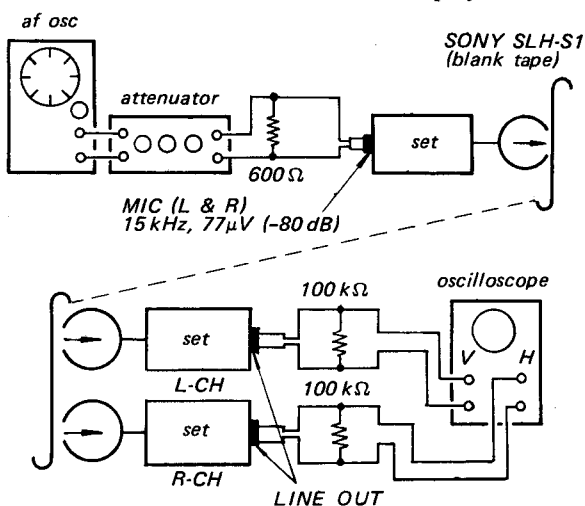 af osc
attenuator
SONY SLH-S1
(blank tape)
set
600Ω
MIC (L & R)
15 kHz, 77μV (-80 dB)
100 kΩ
oscilloscope
set
V H
L-CH
100 kΩ
set
R-CH
LINE OUT